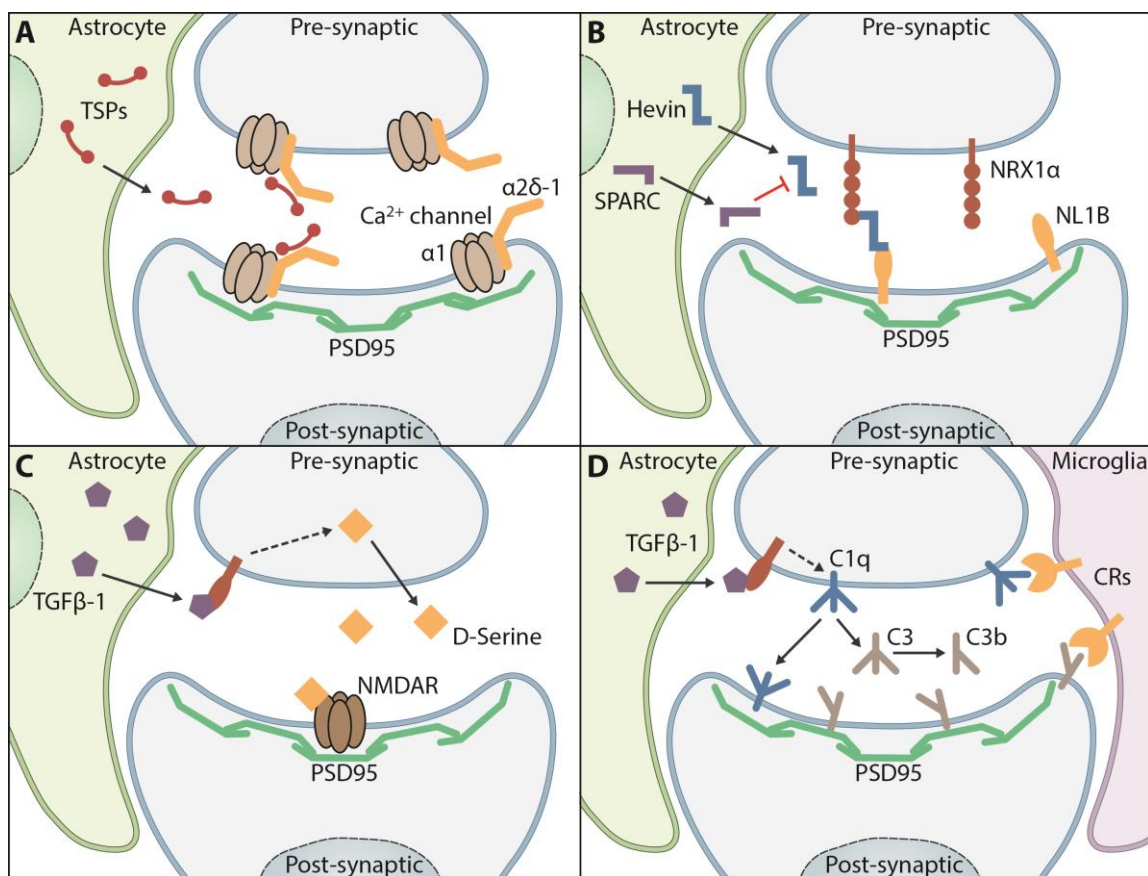 A
Astrocyte
Pre-synaptic
TSPs
α2δ-1
Ca²⁺ channel
α1
PSD95
Post-synaptic
B
Astrocyte
Pre-synaptic
Hevin
SPARC
NRX1α
NL1B
PSD95
Post-synaptic
C
Astrocyte
Pre-synaptic
TGFβ-1
D-Serine
NMDAR
PSD95
Post-synaptic
D
Astrocyte
Pre-synaptic
Microglia
TGFβ-1
C1q
CRs
C3
C3b
PSD95
Post-synaptic